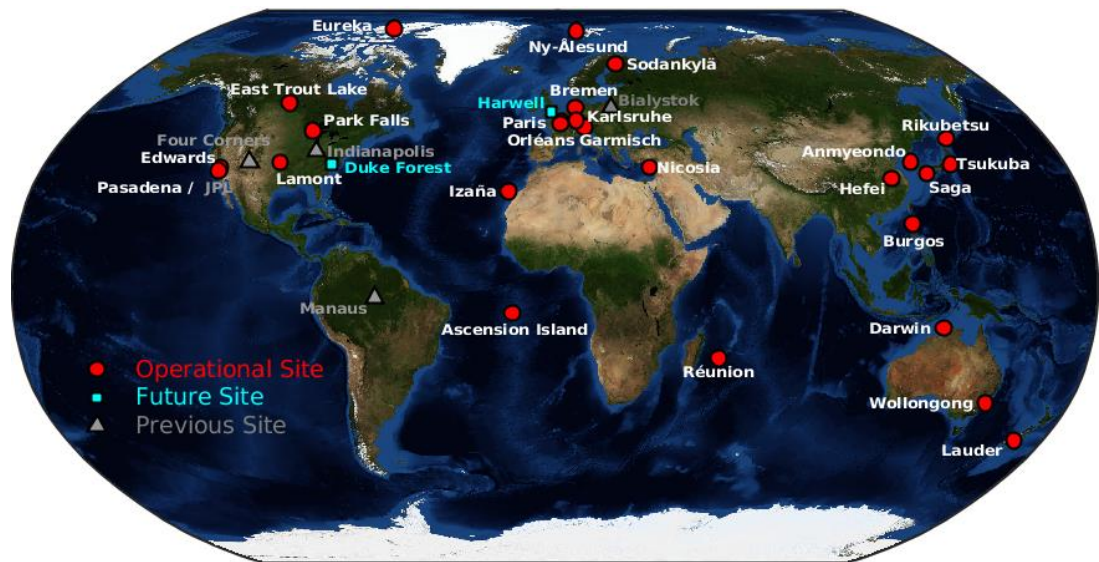 Eureka
Ny-Ålesund
Sodankylä
East Trout Lake
Bremen
Harwell
Bialystok
Park Falls
Paris
Karlsruhe
Four Corners
Indianapolis
Orléans Garmisch
Rikubetsu
Edwards
Duke Forest
Anmyeondo
Tsukuba
Pasadena / JPL
Lamont
Nicosia
Hefei
Saga
Izaña
Burgos
Manaus
Ascension Island
Darwin
Réunion
Operational Site
Future Site
Previous Site
Wollongong
Lauder